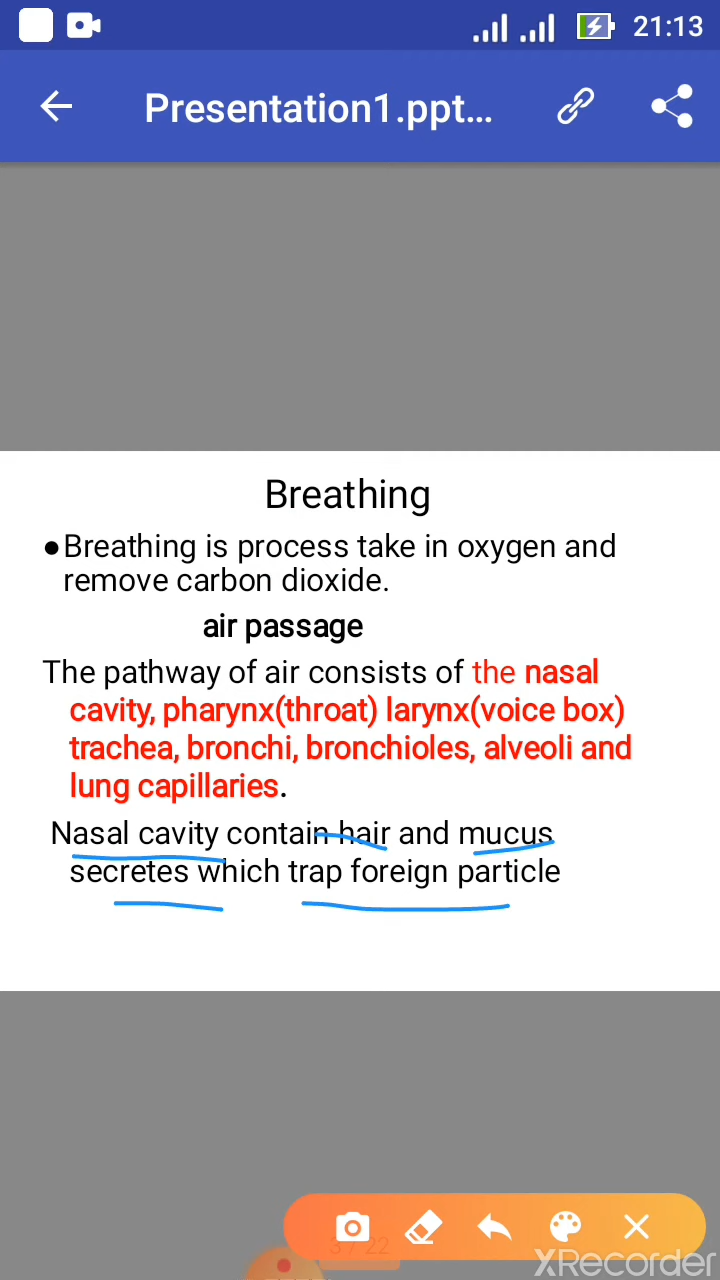 21:13
Presentation1.ppt...
Breathing
●Breathing is process take in oxygen and
remove carbon dioxide.
air passage
The pathway of air consists of the nasal
cavity, pharynx(throat) larynx(voice box)
trachea, bronchi, bronchioles, alveoli and
lung capillaries.
Nasal cavity contain hair and mucus
secretes which trap foreign particle
3 / 22
XRecorder